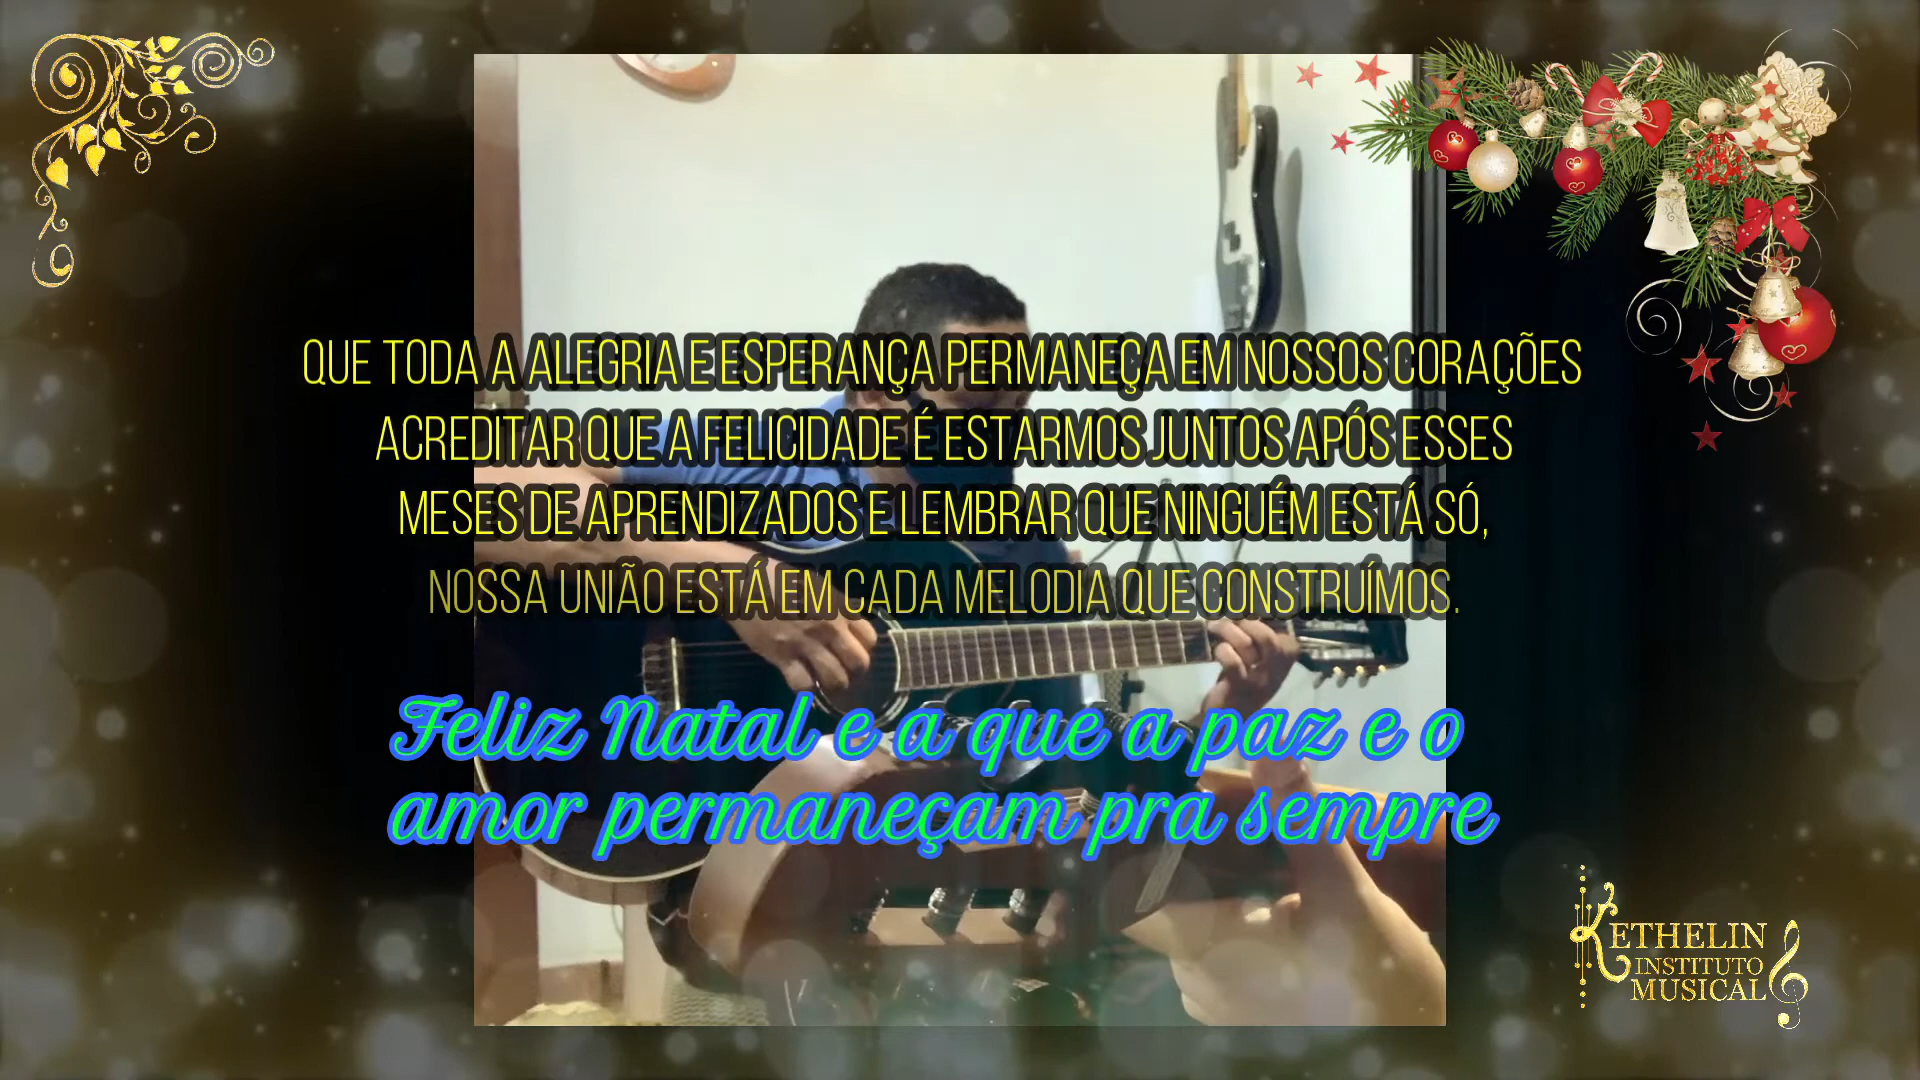 QUE TODA A ALEGRIA E ESPERANÇA PERMANEÇA EM NOSSOS CORAÇÕES
ACREDITAR QUE A FELICIDADE É ESTARMOS JUNTOS APÓS ESSES
MESES DE APRENDIZADOS E LEMBRAR QUE NINGUÉM ESTÁ SÓ,
NOSSA UNIÃO ESTÁ EM CADA MELODIA QUE CONSTRUÍMOS.
Feliz Natal e a que a paz e o
amor permaneçam pra sempre
KETHELIN
INSTITUTO
MUSICAL